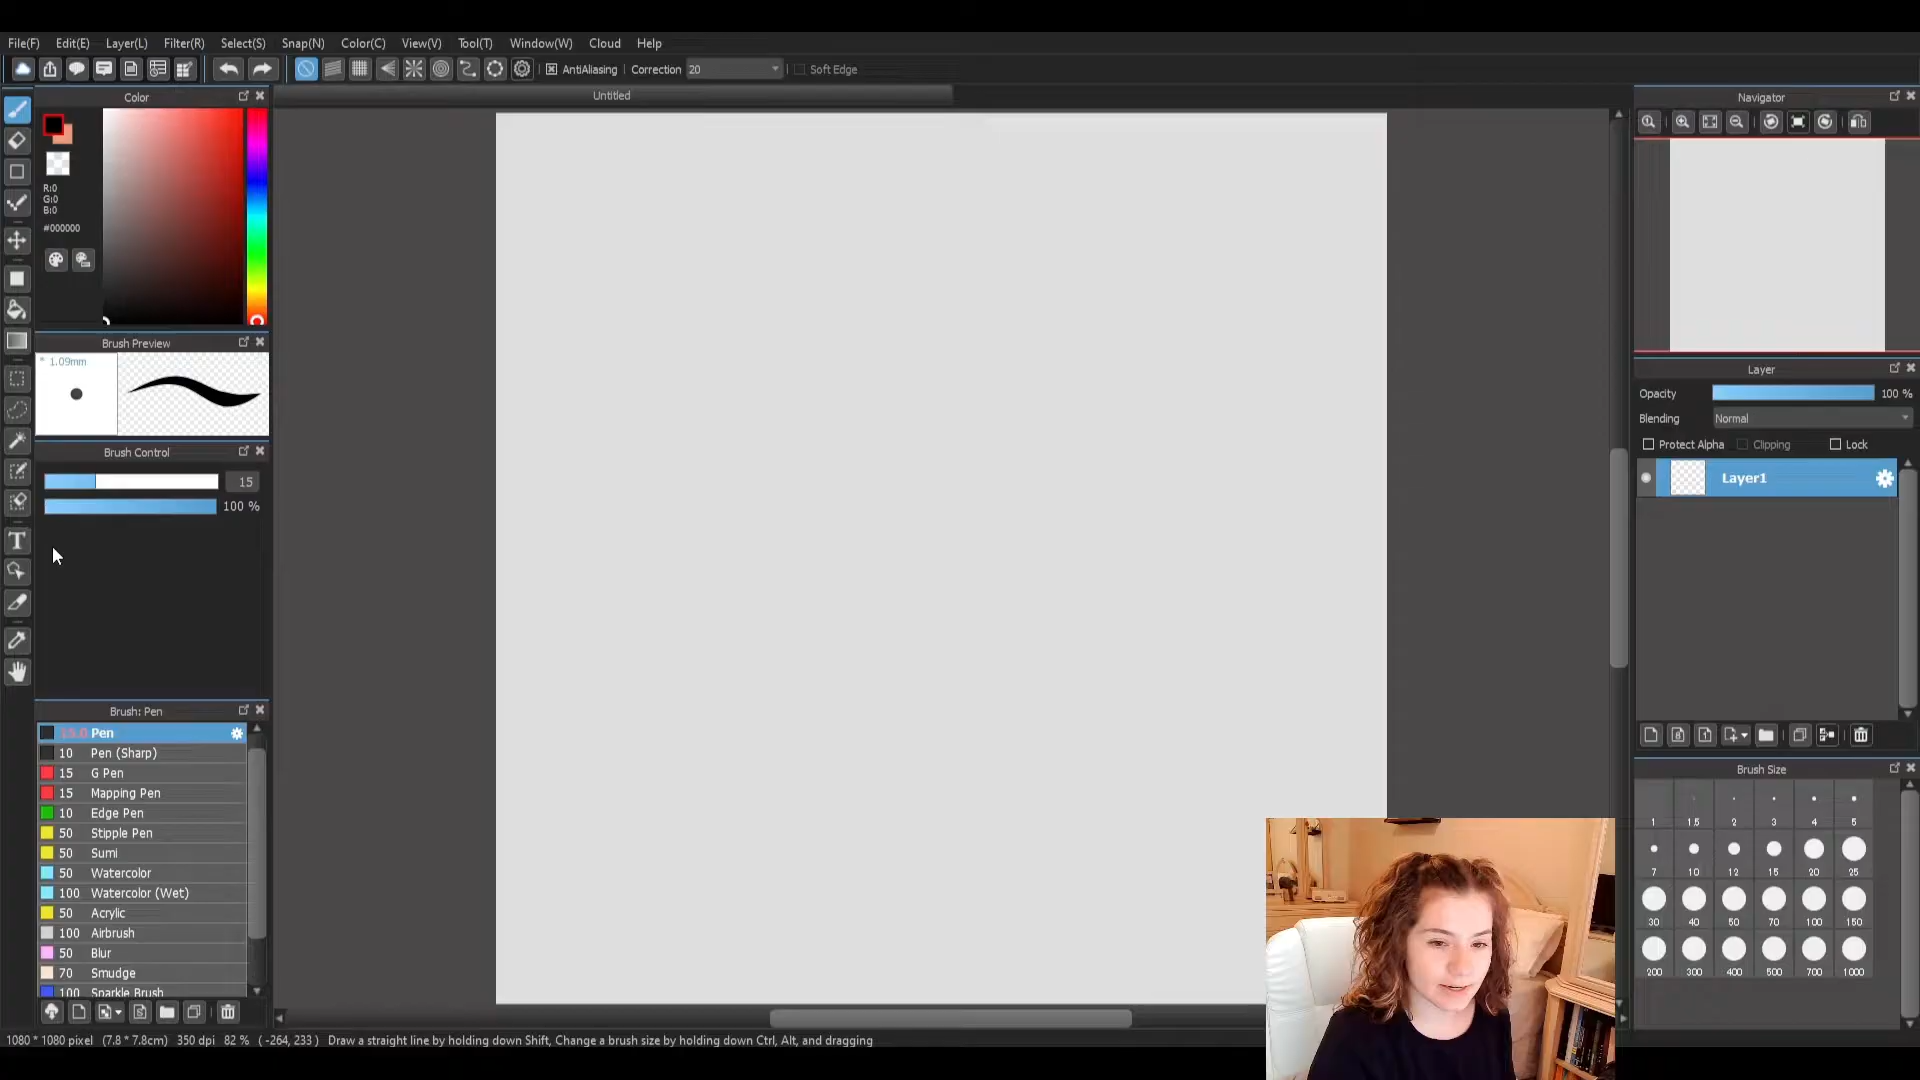 File(F) Edit(E) Layer(L) Filter(R) Select(S) Snap(N) Color(C) View(V) Tool(T) Window(W) Cloud Help
AntiAliasing Correction 20 Soft Edge
Color
Untitled
Navigator
R:0
G:0
B:0
#000000
Brush Preview
* 1.09mm
Brush Control
15
100 %
Layer
Opacity 100 %
Blending Normal
Protect Alpha Clipping Lock
Layer1
T
Brush: Pen
15.0 Pen
10 Pen (Sharp)
15 G Pen
15 Mapping Pen
10 Edge Pen
50 Stipple Pen
50 Sumi
50 Watercolor
100 Watercolor (Wet)
50 Acrylic
100 Airbrush
50 Blur
70 Smudge
100 Sparkle Brush
Brush Size
1 1.5 2 3 4 5
7 10 12 15 20 25
30 40 50 70 100 150
200 300 400 500 700 1000
1080 * 1080 pixel (7.8 * 7.8cm) 350 dpi 82 % ( -264, 233 ) Draw a straight line by holding down Shift, Change a brush size by holding down Ctrl, Alt, and dragging